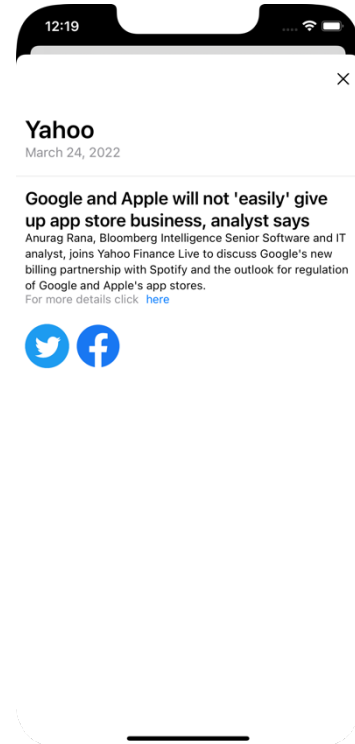 12:19
Yahoo
March 24, 2022
Google and Apple will not 'easily' give
up app store business, analyst says
Anurag Rana, Bloomberg Intelligence Senior Software and IT
analyst, joins Yahoo Finance Live to discuss Google's new
billing partnership with Spotify and the outlook for regulation
of Google and Apple's app stores.
For more details click here